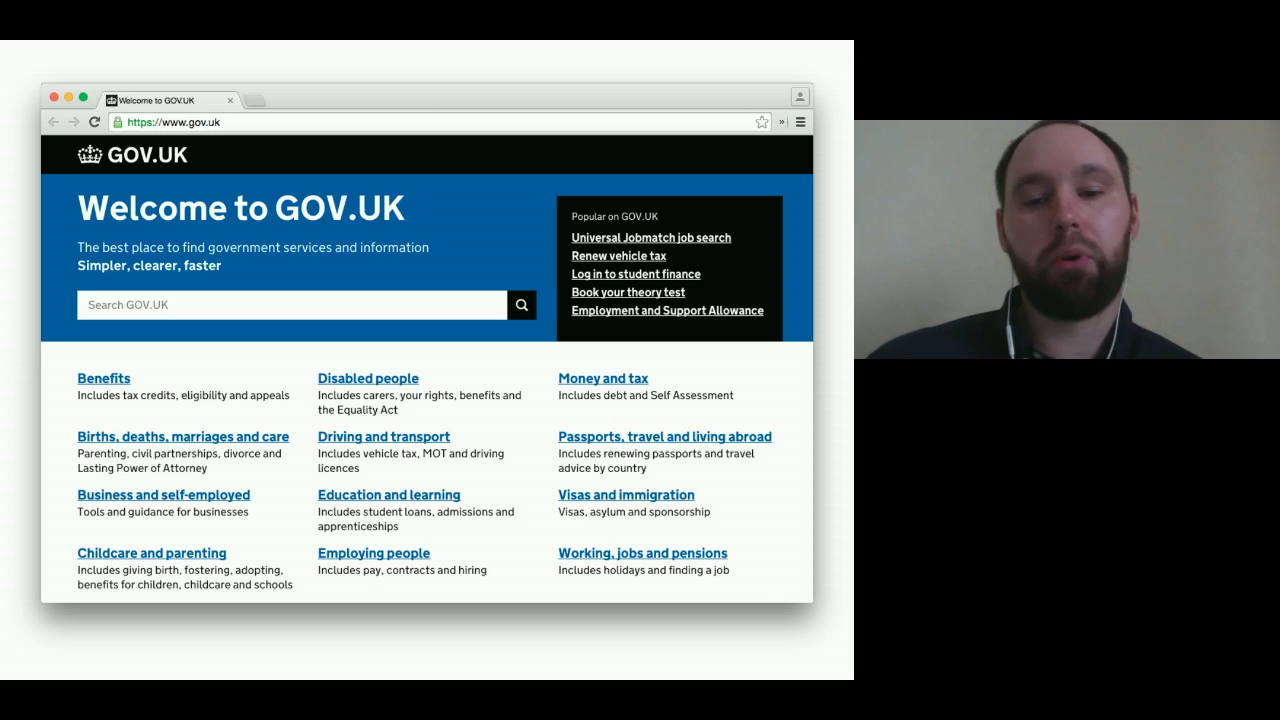 Welcome to GOV.UK
https://www.gov.uk
GOV.UK
Welcome to GOV.UK
The best place to find government services and information
Simpler, clearer, faster
Search GOV.UK
Popular on GOV.UK
Universal Jobmatch job search
Renew vehicle tax
Log in to student finance
Book your theory test
Employment and Support Allowance
Benefits
Includes tax credits, eligibility and appeals
Births, deaths, marriages and care
Parenting, civil partnerships, divorce and
Lasting Power of Attorney
Business and self-employed
Tools and guidance for businesses
Childcare and parenting
Includes giving birth, fostering, adopting,
benefits for children, childcare and schools
Disabled people
Includes carers, your rights, benefits and
the Equality Act
Driving and transport
Includes vehicle tax, MOT and driving
licences
Education and learning
Includes student loans, admissions and
apprenticeships
Employing people
Includes pay, contracts and hiring
Money and tax
Includes debt and Self Assessment
Passports, travel and living abroad
Includes renewing passports and travel
advice by country
Visas and immigration
Visas, asylum and sponsorship
Working, jobs and pensions
Includes holidays and finding a job